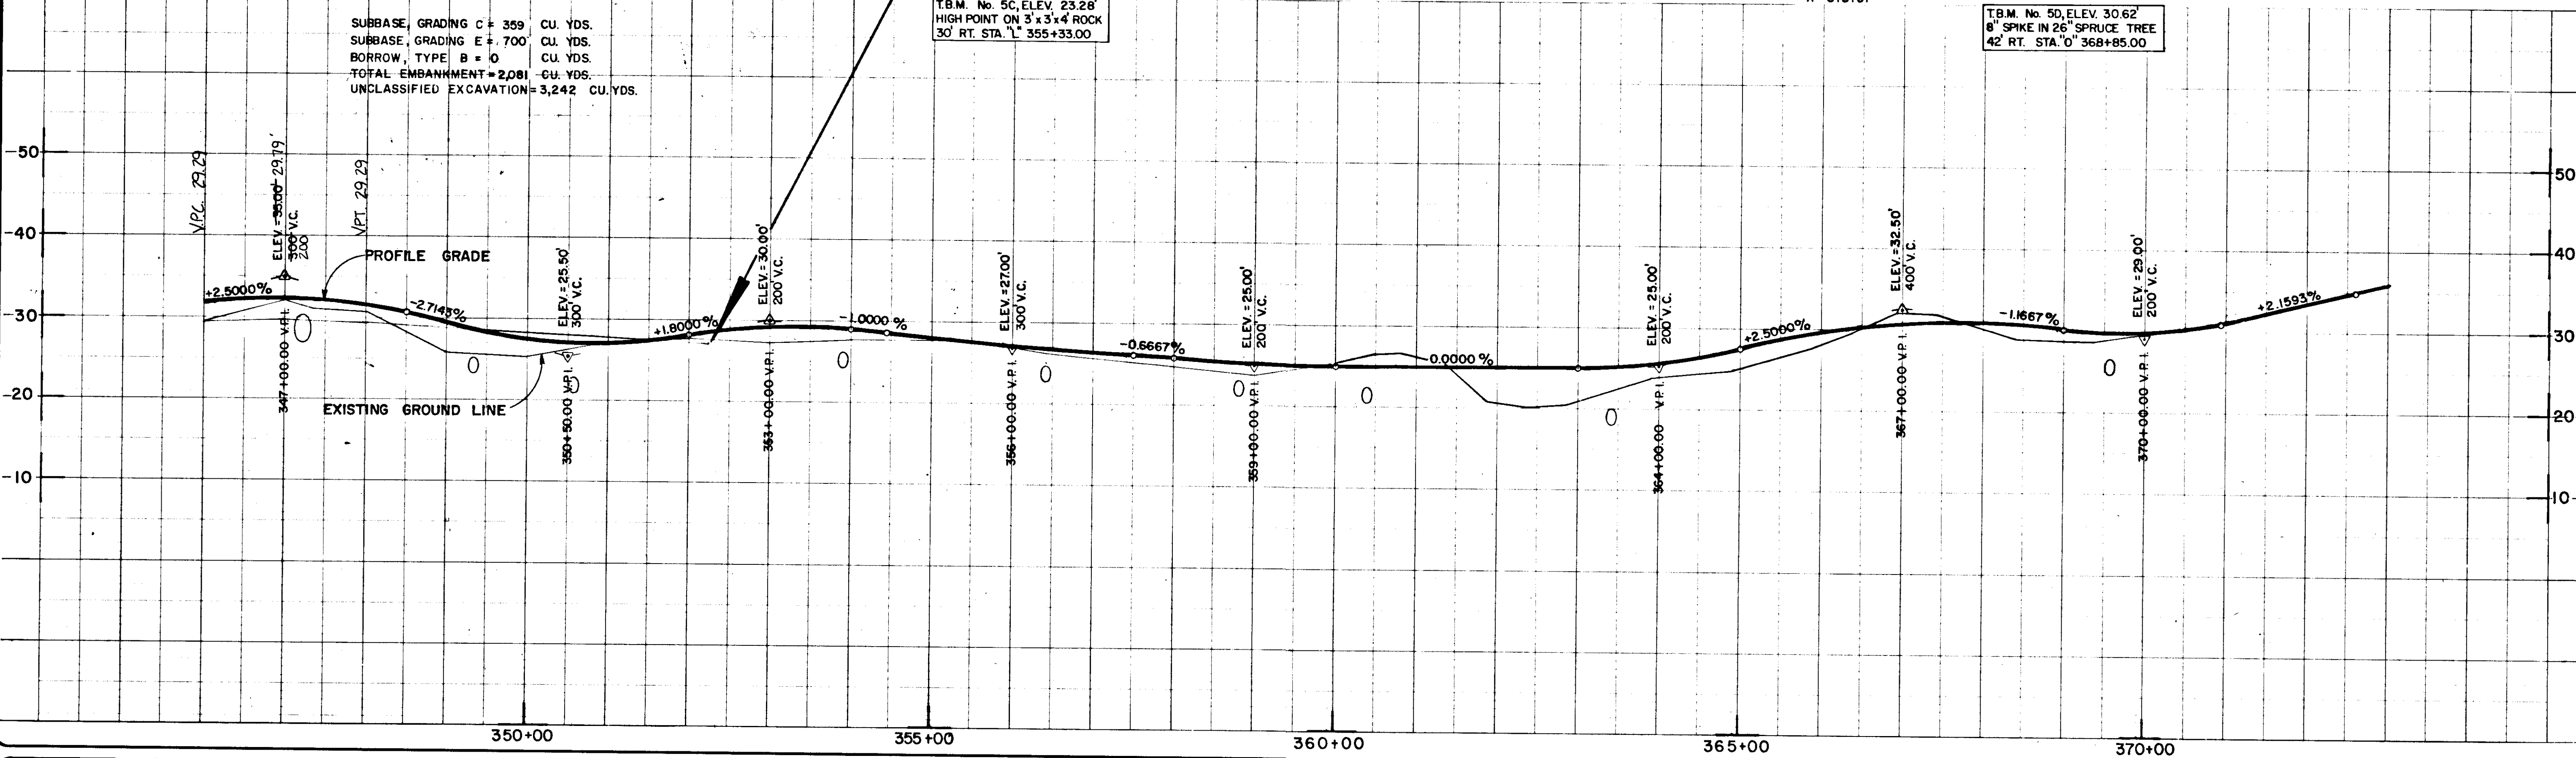 SUBBASE, GRADING C = 359 CU. YDS.
SUBBASE, GRADING E = 700 CU. YDS.
BORROW, TYPE B = 0 CU. YDS.
TOTAL EMBANKMENT = 2,081 CU. YDS.
UNCLASSIFIED EXCAVATION = 3,242 CU. YDS.
T.B.M. No. 5C, ELEV. 23.28'
HIGH POINT ON 3'x3'x4' ROCK
30' RT. STA. "L" 355+33.00
T.B.M. No. 5D, ELEV. 30.62'
8" SPIKE IN 26" SPRUCE TREE
42' RT. STA. "O" 368+85.00
50
40
30
20
10
V.P.C. 29.29
ELEV. = 35.00' 29.79'
300' V.C.
200
V.P.T. 29.29
PROFILE GRADE
EXISTING GROUND LINE
+2.5000%
347+00.00 V.P.I.
-2.7143%
ELEV. = 25.50'
300' V.C.
350+50.00 V.P.I.
+1.8000%
ELEV. = 30.00'
200' V.C.
353+00.00 V.P.I.
-1.0000%
ELEV. = 27.00'
300' V.C.
356+00.00 V.P.I.
-0.6667%
ELEV. = 25.00'
200' V.C.
359+00.00 V.P.I.
0.0000%
ELEV. = 25.00'
200' V.C.
364+00.00 V.P.I.
+2.5000%
ELEV. = 32.50'
400' V.C.
367+00.00 V.P.I.
-1.1667%
ELEV. = 29.00'
200' V.C.
370+00.00 V.P.I.
+2.1593%
50
40
30
20
10
350+00
355+00
360+00
365+00
370+00